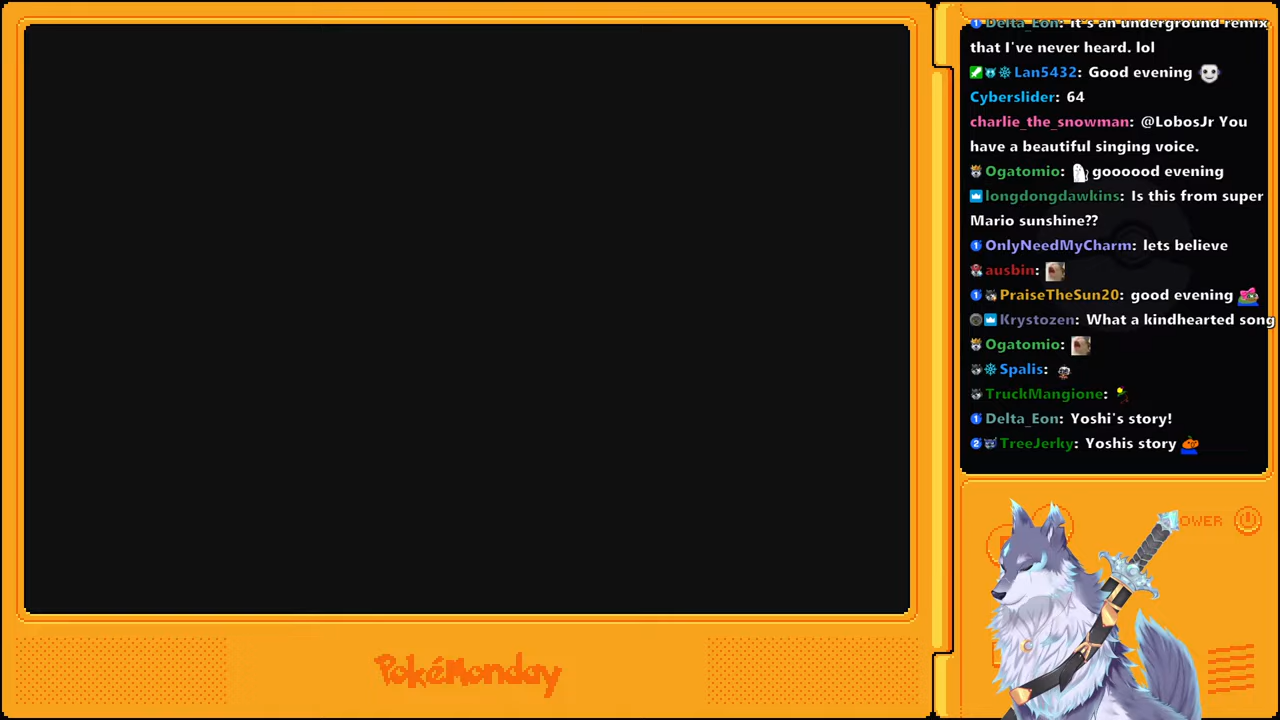 Delta_Eon: It's an underground remix
that I've never heard. lol
Lan5432: Good evening
Cyberslider: 64
charlie_the_snowman: @LobosJr You
have a beautiful singing voice.
Ogatomio: goooood evening
longdongdawkins: Is this from super
Mario sunshine??
OnlyNeedMyCharm: lets believe
ausbin:
PraiseTheSun20: good evening
Krystozen: What a kindhearted song
Ogatomio:
Spalis:
TruckMangione:
Delta_Eon: Yoshi's story!
TreeJerky: Yoshis story
OWER
PokéMonday